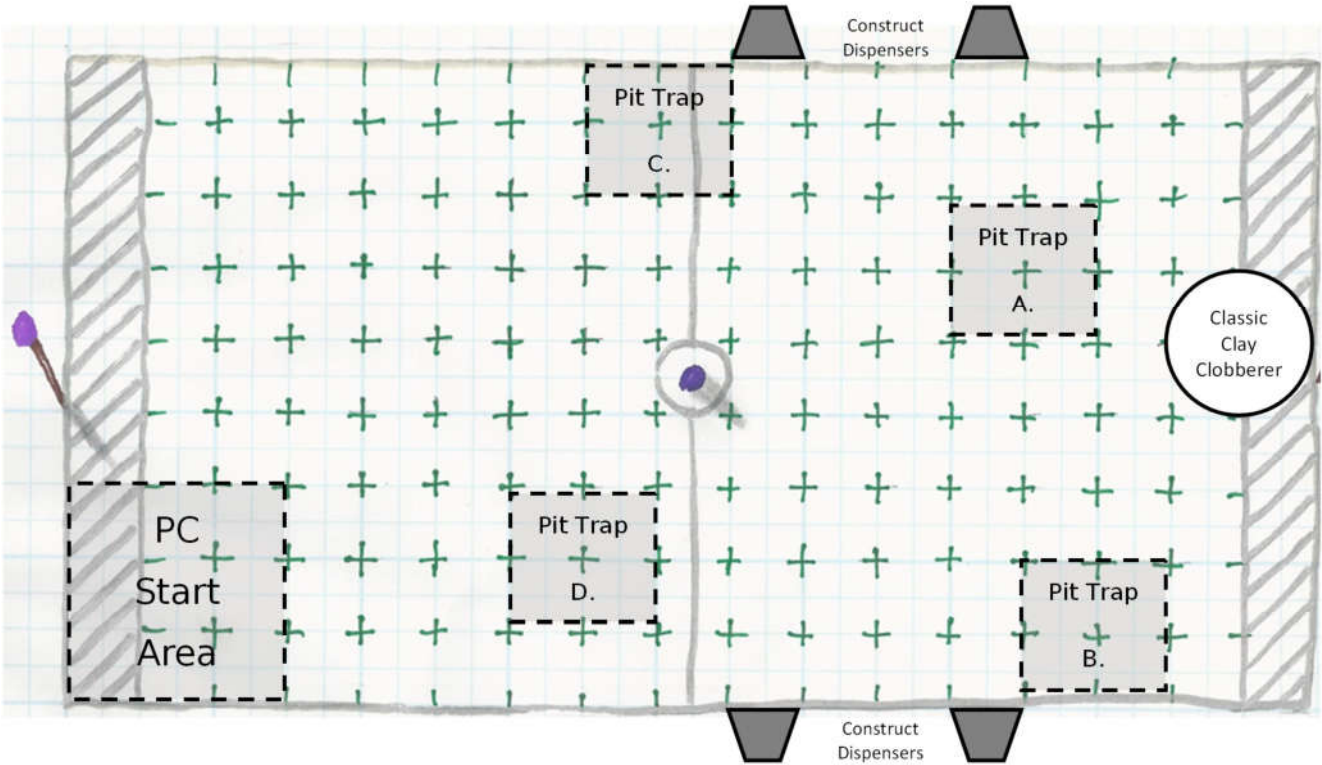 Construct
Dispensers
Pit Trap
C.
Pit Trap
A.
Classic
Clay
Clobberer
PC
Start
Area
Pit Trap
D.
Pit Trap
B.
Construct
Dispensers